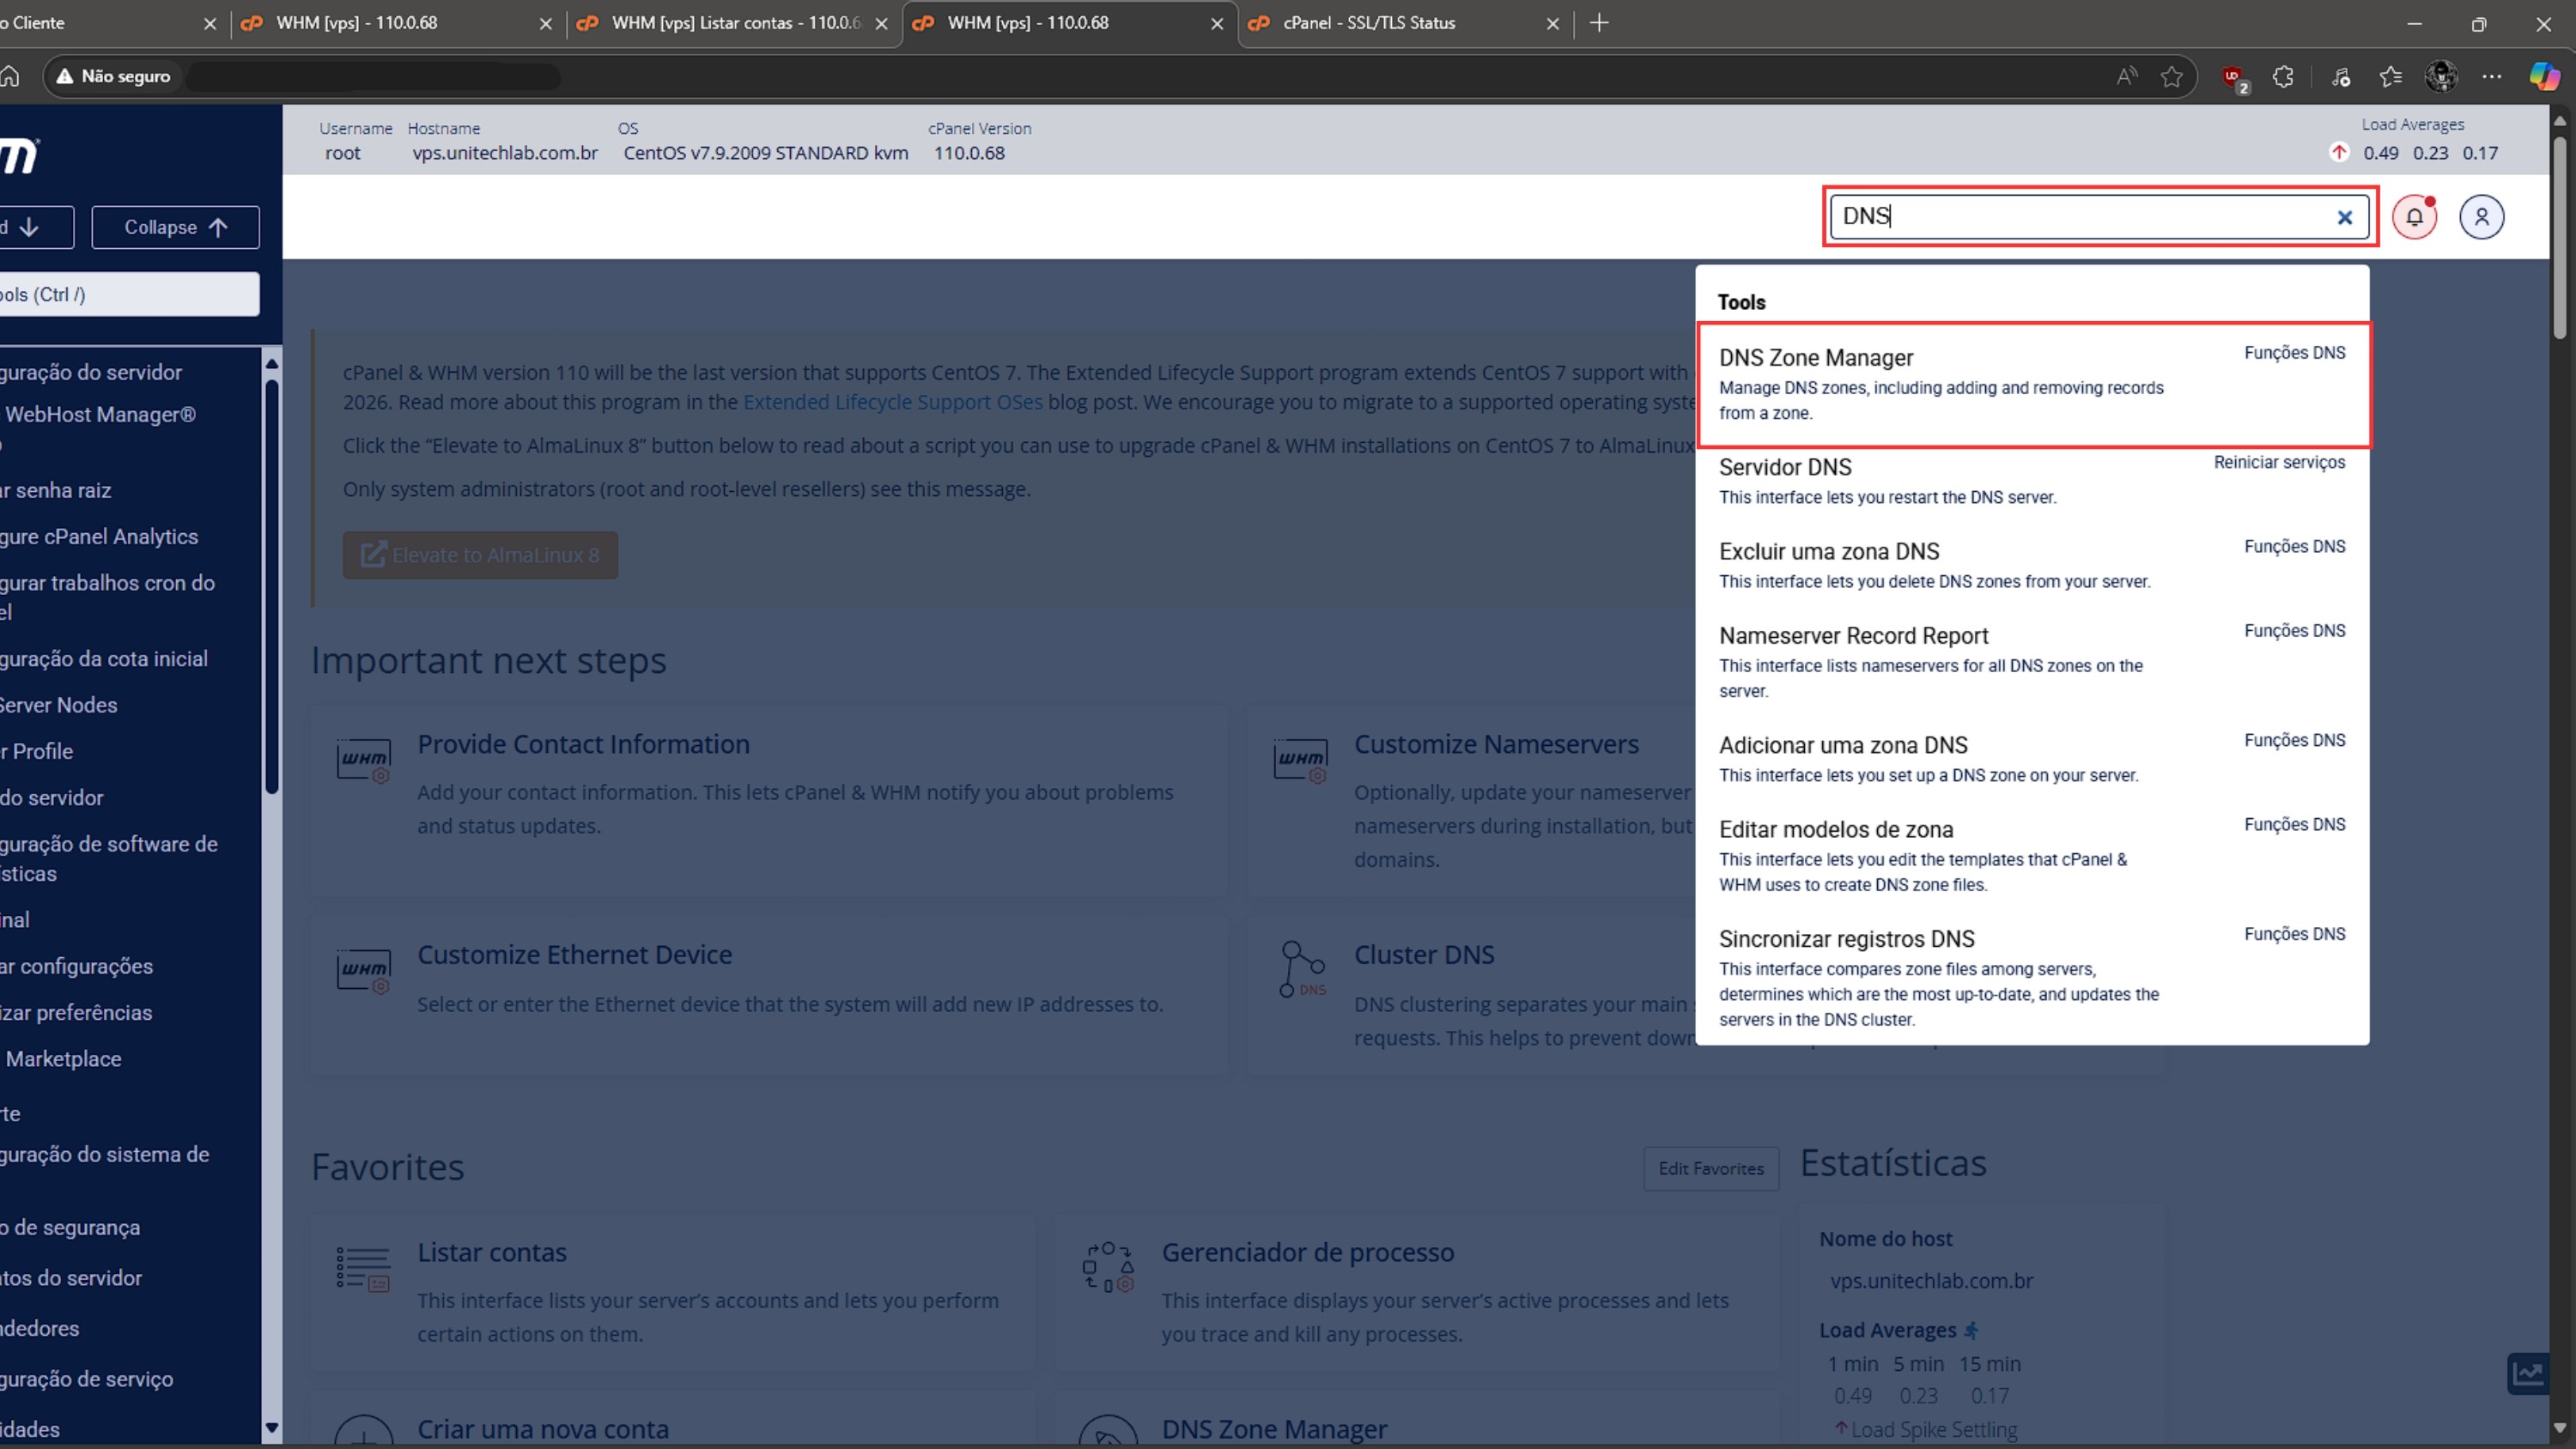 o Cliente
WHM [vps] - 110.0.68
WHM [vps] Listar contas - 110.0.6
WHM [vps] - 110.0.68
cPanel - SSL/TLS Status
Não seguro
2
Username
Hostname
OS
cPanel Version
Load Averages
root
vps.unitechlab.com.br
CentOS v7.9.2009 STANDARD kvm
110.0.68
0.49 0.23 0.17
d
Collapse
DNS
ools (Ctrl /)
guração do servidor
WebHost Manager®
o
r senha raiz
gure cPanel Analytics
gurar trabalhos cron do
el
guração da cota inicial
Server Nodes
r Profile
do servidor
guração de software de
ísticas
inal
ar configurações
izar preferências
Marketplace
rte
guração do sistema de
o de segurança
tos do servidor
ndedores
guração de serviço
idades
cPanel & WHM version 110 will be the last version that supports CentOS 7. The Extended Lifecycle Support program extends CentOS 7 support with
2026. Read more about this program in the Extended Lifecycle Support OSes blog post. We encourage you to migrate to a supported operating syste
Click the “Elevate to AlmaLinux 8” button below to read about a script you can use to upgrade cPanel & WHM installations on CentOS 7 to AlmaLinux
Only system administrators (root and root-level resellers) see this message.
Elevate to AlmaLinux 8
Important next steps
WHM
Provide Contact Information
Add your contact information. This lets cPanel & WHM notify you about problems
and status updates.
WHM
Customize Nameservers
Optionally, update your nameserver
nameservers during installation, but
domains.
WHM
Customize Ethernet Device
Select or enter the Ethernet device that the system will add new IP addresses to.
DNS
Cluster DNS
DNS clustering separates your main
requests. This helps to prevent down
Tools
DNS Zone Manager
Funções DNS
Manage DNS zones, including adding and removing records
from a zone.
Servidor DNS
Reiniciar serviços
This interface lets you restart the DNS server.
Excluir uma zona DNS
Funções DNS
This interface lets you delete DNS zones from your server.
Nameserver Record Report
Funções DNS
This interface lists nameservers for all DNS zones on the
server.
Adicionar uma zona DNS
Funções DNS
This interface lets you set up a DNS zone on your server.
Editar modelos de zona
Funções DNS
This interface lets you edit the templates that cPanel &
WHM uses to create DNS zone files.
Sincronizar registros DNS
Funções DNS
This interface compares zone files among servers,
determines which are the most up-to-date, and updates the
servers in the DNS cluster.
Favorites
Edit Favorites
Listar contas
This interface lists your server’s accounts and lets you perform
certain actions on them.
Gerenciador de processo
This interface displays your server’s active processes and lets
you trace and kill any processes.
Criar uma nova conta
DNS Zone Manager
Estatísticas
Nome do host
vps.unitechlab.com.br
Load Averages
1 min 5 min 15 min
0.49 0.23 0.17
Load Spike Settling